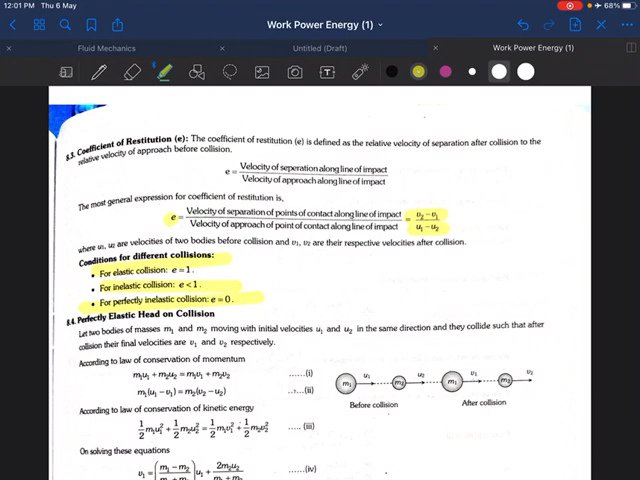 12:01 PM Thu 6 May
68%
Work Power Energy (1)
Fluid Mechanics
Untitled (Draft)
Work Power Energy (1)
8.3. Coefficient of Restitution (e): The coefficient of restitution (e) is defined as the relative velocity of separation after collision to the
relative velocity of approach before collision.
e = Velocity of seperation along line of impact / Velocity of approach along line of impact
The most general expression for coefficient of restitution is,
e = Velocity of separation of points of contact along line of impact / Velocity of approach of point of contact along line of impact = v₂ − v₁ / u₁ − u₂
where u₁, u₂ are velocities of two bodies before collision and v₁, v₂ are their respective velocities after collision.
Conditions for different collisions:
• For elastic collision: e = 1.
• For inelastic collision: e < 1.
• For perfectly inelastic collision: e = 0.
8.4. Perfectly Elastic Head on Collision
Let two bodies of masses m₁ and m₂ moving with initial velocities u₁ and u₂ in the same direction and they collide such that after
collision their final velocities are v₁ and v₂ respectively.
According to law of conservation of momentum
m₁u₁ + m₂u₂ = m₁v₁ + m₂v₂ ......(i)
m₁(u₁ − v₁) = m₂(v₂ − u₂) ......(ii)
m₁ u₁ m₂ u₂ m₁ v₁ m₂ v₂
Before collision After collision
According to law of conservation of kinetic energy
½m₁u₁² + ½m₂u₂² = ½m₁v₁² + ½m₂v₂² ..... (iii)
On solving these equations
v₁ = (m₁ − m₂ / m₁ + m₂) u₁ + 2m₂u₂ / m₁ + m₂ ......(iv)